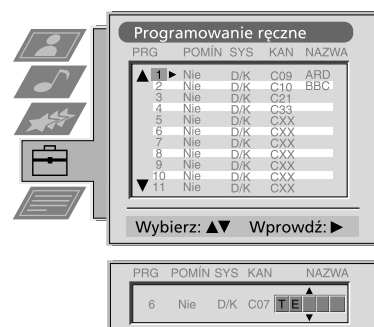 Programowanie ręczne
PRG POMÍN SYS KAN NAZWA
▲ 1 ► Nie D/K C09 ARD
2 Nie D/K C10 BBC
3 Nie D/K C21
4 Nie D/K C33
5 Nie D/K CXX
6 Nie D/K CXX
7 Nie D/K CXX
8 Nie D/K CXX
9 Nie D/K CXX
10 Nie D/K CXX
▼ 11 Nie D/K CXX
Wybierz: ▲▼ Wprowdź: ►
PRG POMÍN SYS KAN NAZWA
6 Nie D/K C07 T E